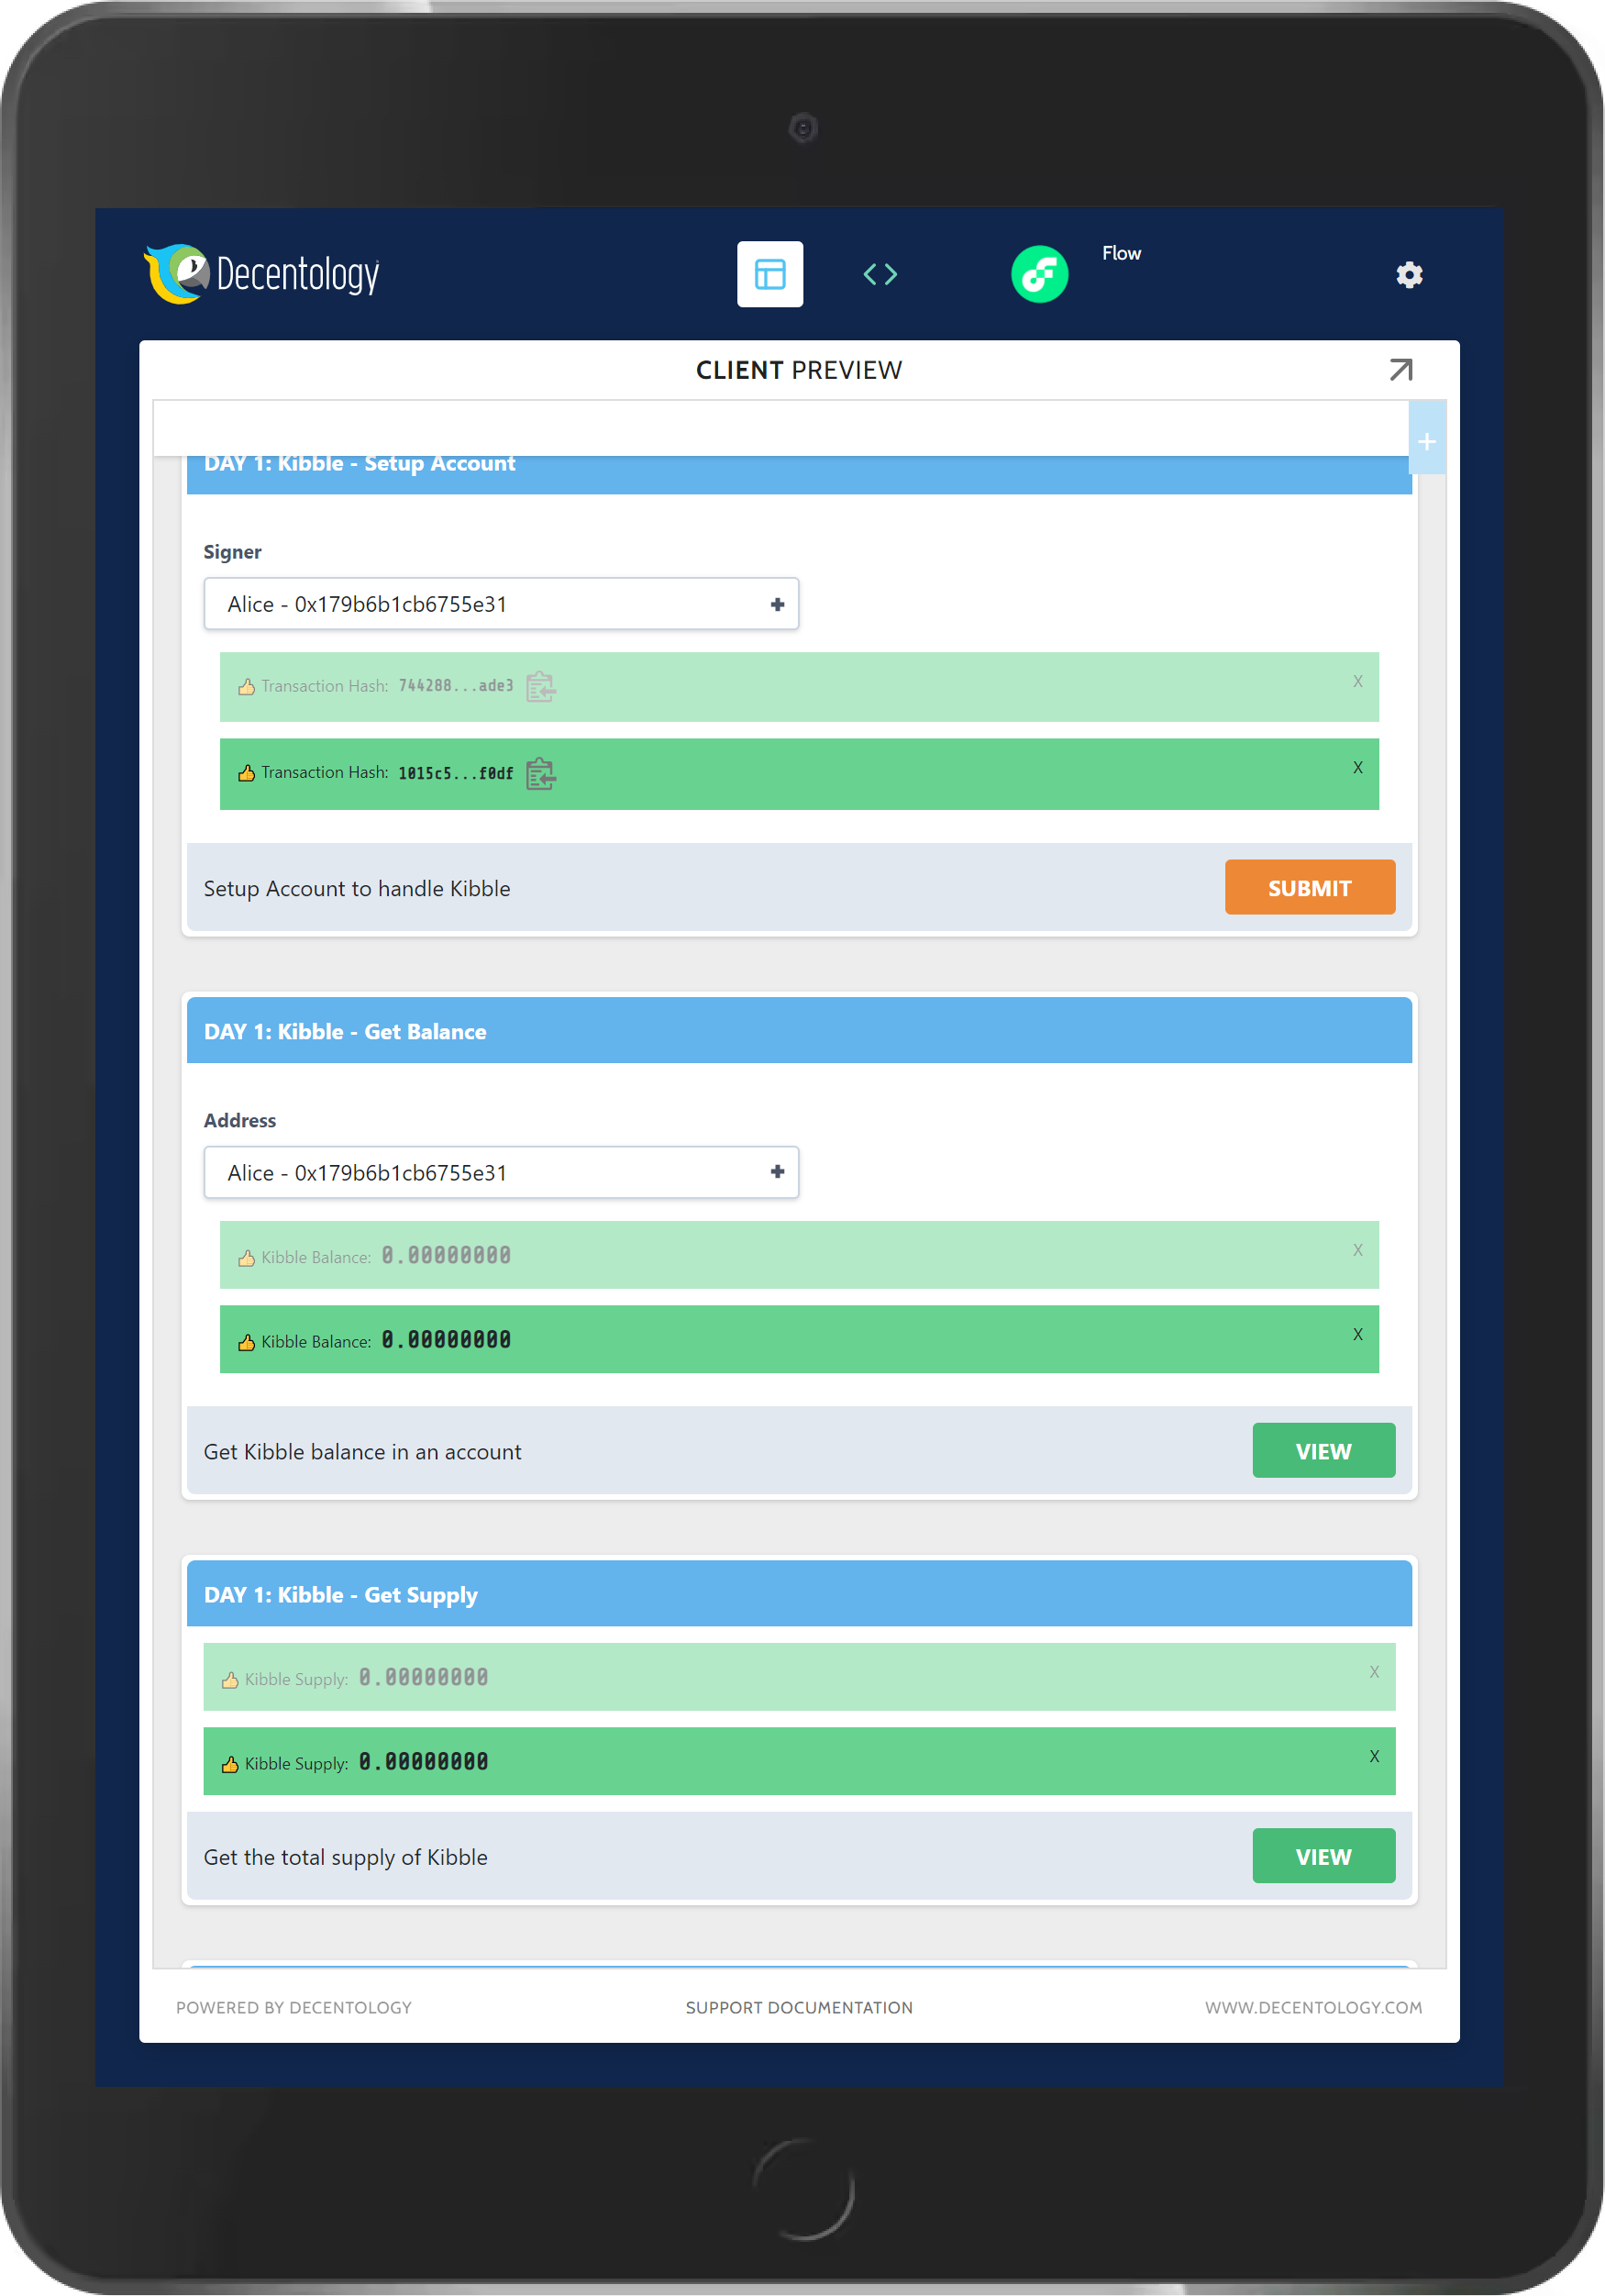 Decentology
Flow
CLIENT PREVIEW
+
DAY 1: Kibble - Setup Account
Signer
Alice - 0x179b6b1cb6755e31
👍 Transaction Hash: 744288...ade3 X
👍 Transaction Hash: 1015c5...f0df X
Setup Account to handle Kibble SUBMIT
DAY 1: Kibble - Get Balance
Address
Alice - 0x179b6b1cb6755e31
👍 Kibble Balance: 0.00000000 X
👍 Kibble Balance: 0.00000000 X
Get Kibble balance in an account VIEW
DAY 1: Kibble - Get Supply
👍 Kibble Supply: 0.00000000 X
👍 Kibble Supply: 0.00000000 X
Get the total supply of Kibble VIEW
POWERED BY DECENTOLOGY SUPPORT DOCUMENTATION WWW.DECENTOLOGY.COM